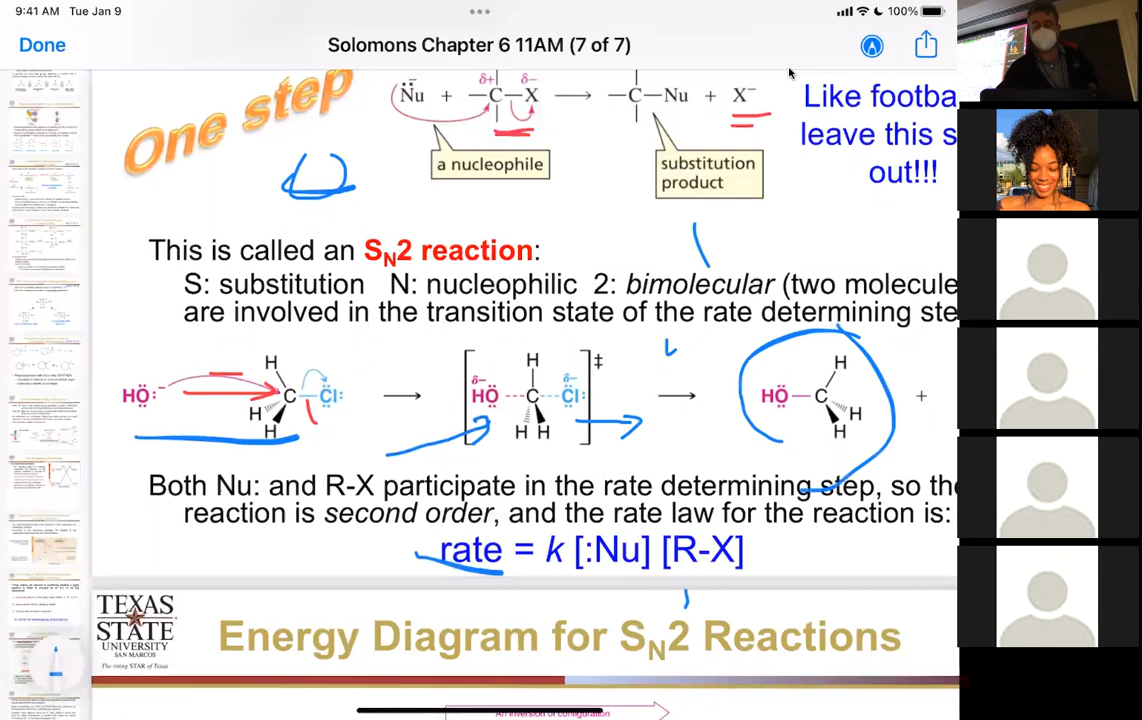 9:41 AM Tue Jan 9
100%
Done
Solomons Chapter 6 11AM (7 of 7)
One step
Nu + C X → C Nu + X⁻
δ+ δ−
a nucleophile
substitution product
Like footba
leave this s
out!!!
This is called an SN2 reaction:
S: substitution N: nucleophilic 2: bimolecular (two molecule
are involved in the transition state of the rate determining ste
H H H
HÖ:⁻ C Cl: → HÖ C Cl: ‡ → HÖ C +
δ− δ−
H H H H H
H H
Both Nu: and R-X participate in the rate determining step, so the
reaction is second order, and the rate law for the reaction is:
rate = k [:Nu] [R-X]
TEXAS STATE UNIVERSITY
SAN MARCOS
The rising STAR of Texas
Energy Diagram for SN2 Reactions
An inversion of configuration